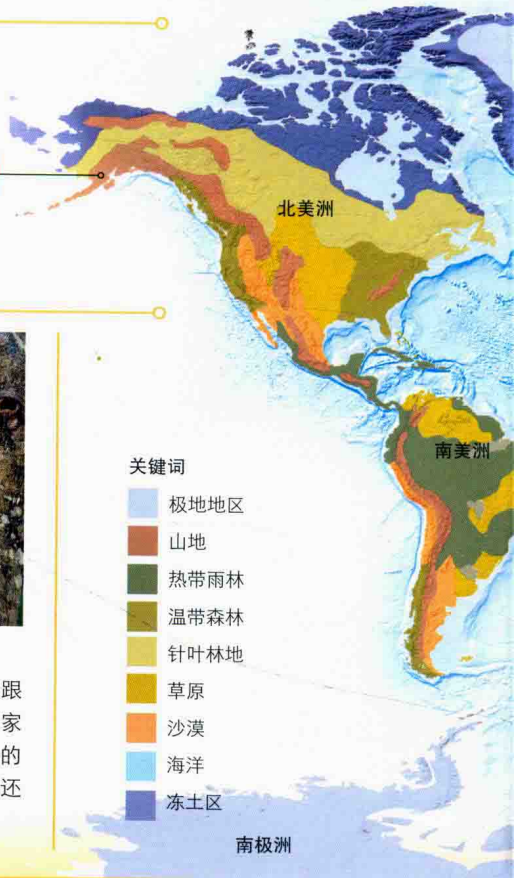 北美洲
南美洲
关键词
极地地区
山地
热带雨林
温带森林
针叶林地
草原
沙漠
海洋
冻土区
跟
家
的
还
南极洲